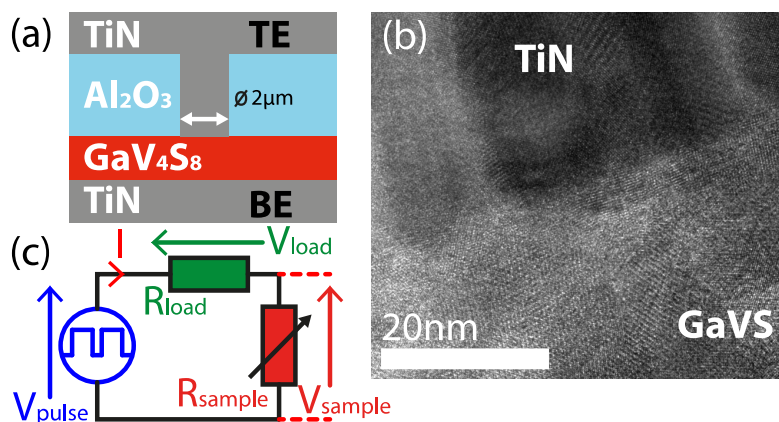 (a)
TiN TE
Al₂O₃
ø 2µm
GaV₄S₈
TiN BE
(b)
TiN
20nm
GaVS
(c)
I
Vload
Rload
Vpulse
Rsample
Vsample